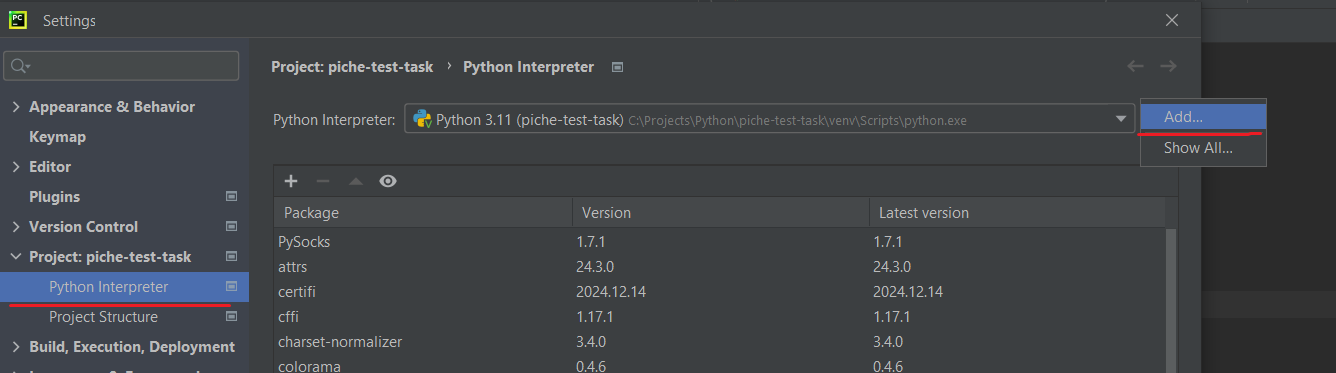 PC
Settings
Project: piche-test-task › Python Interpreter
Appearance & Behavior
Keymap
Editor
Plugins
Version Control
Project: piche-test-task
Python Interpreter
Project Structure
Build, Execution, Deployment
Python Interpreter: Python 3.11 (piche-test-task) C:\Projects\Python\piche-test-task\venv\Scripts\python.exe
Add...
Show All...
Package Version Latest version
PySocks 1.7.1 1.7.1
attrs 24.3.0 24.3.0
certifi 2024.12.14 2024.12.14
cffi 1.17.1 1.17.1
charset-normalizer 3.4.0 3.4.0
colorama 0.4.6 0.4.6